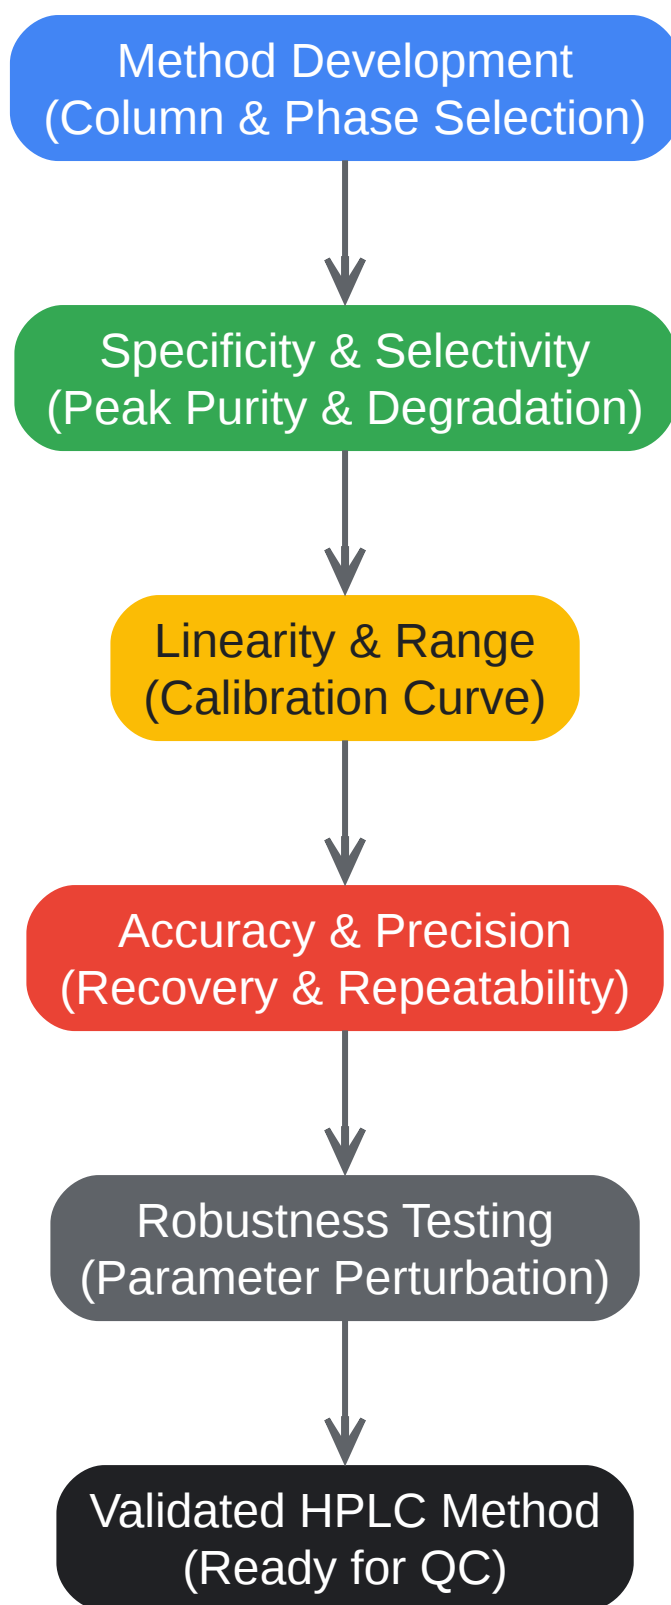 Method Development
(Column & Phase Selection)
Specificity & Selectivity
(Peak Purity & Degradation)
Linearity & Range
(Calibration Curve)
Accuracy & Precision
(Recovery & Repeatability)
Robustness Testing
(Parameter Perturbation)
Validated HPLC Method
(Ready for QC)